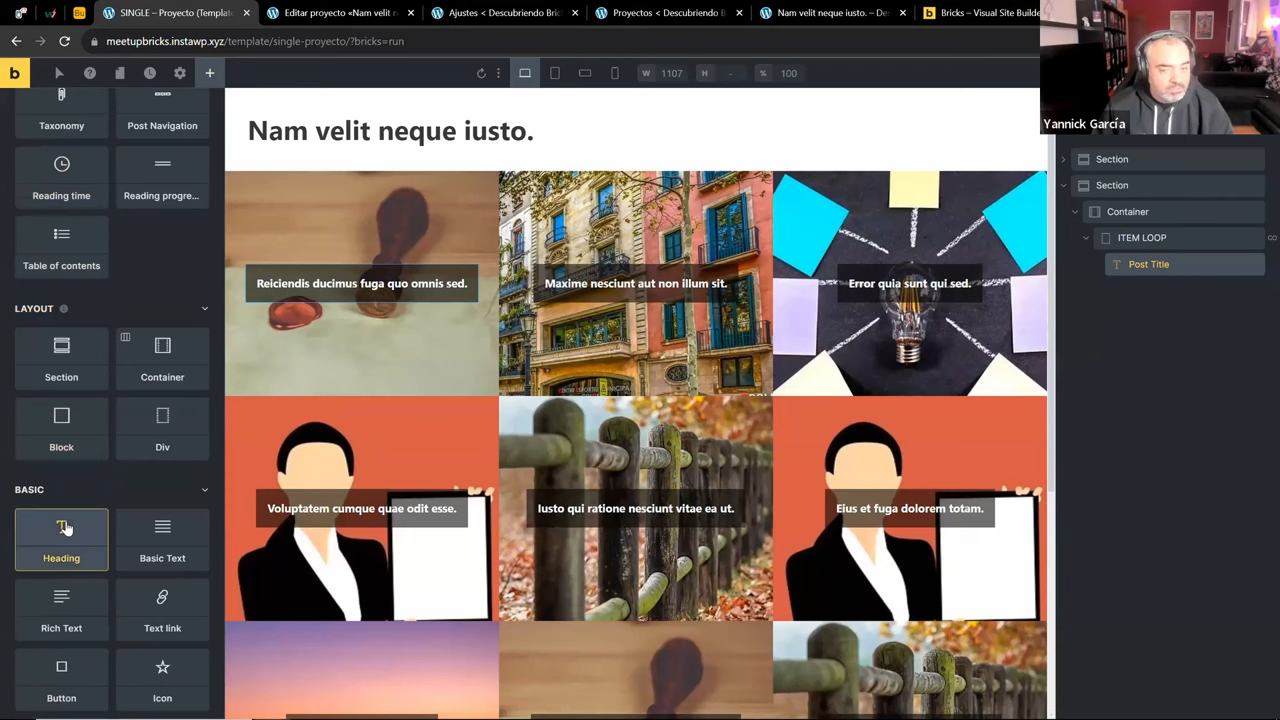 SINGLE – Proyecto (Templat
Editar proyecto «Nam velit n
Ajustes < Descubriendo Bric
Proyectos < Descubriendo B
Nam velit neque iusto. – De
Bricks – Visual Site Builde
Bu
meetupbricks.instawp.xyz/template/single-proyecto/?bricks=run
b
W 1107
H -
% 100
Yannick García
Taxonomy
Post Navigation
Reading time
Reading progre...
Table of contents
LAYOUT
Section
Container
Block
Div
BASIC
Heading
Basic Text
Rich Text
Text link
Button
Icon
Nam velit neque iusto.
Reiciendis ducimus fuga quo omnis sed.
Maxime nesciunt aut non illum sit.
Error quia sunt qui sed.
Voluptatem cumque quae odit esse.
Iusto qui ratione nesciunt vitae ea ut.
Eius et fuga dolorem totam.
Section
Section
Container
ITEM LOOP
Post Title